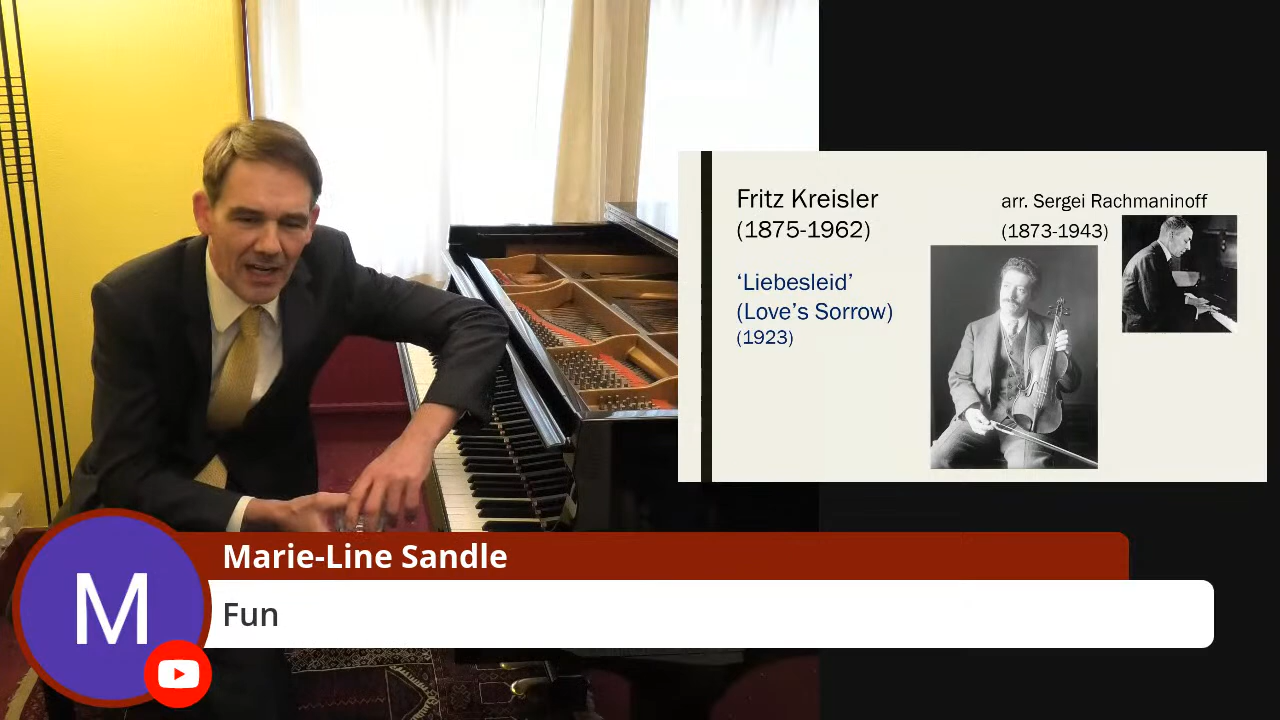 Fritz Kreisler
(1875-1962)
arr. Sergei Rachmaninoff
(1873-1943)
‘Liebesleid’
(Love’s Sorrow)
(1923)
M
Marie-Line Sandle
Fun